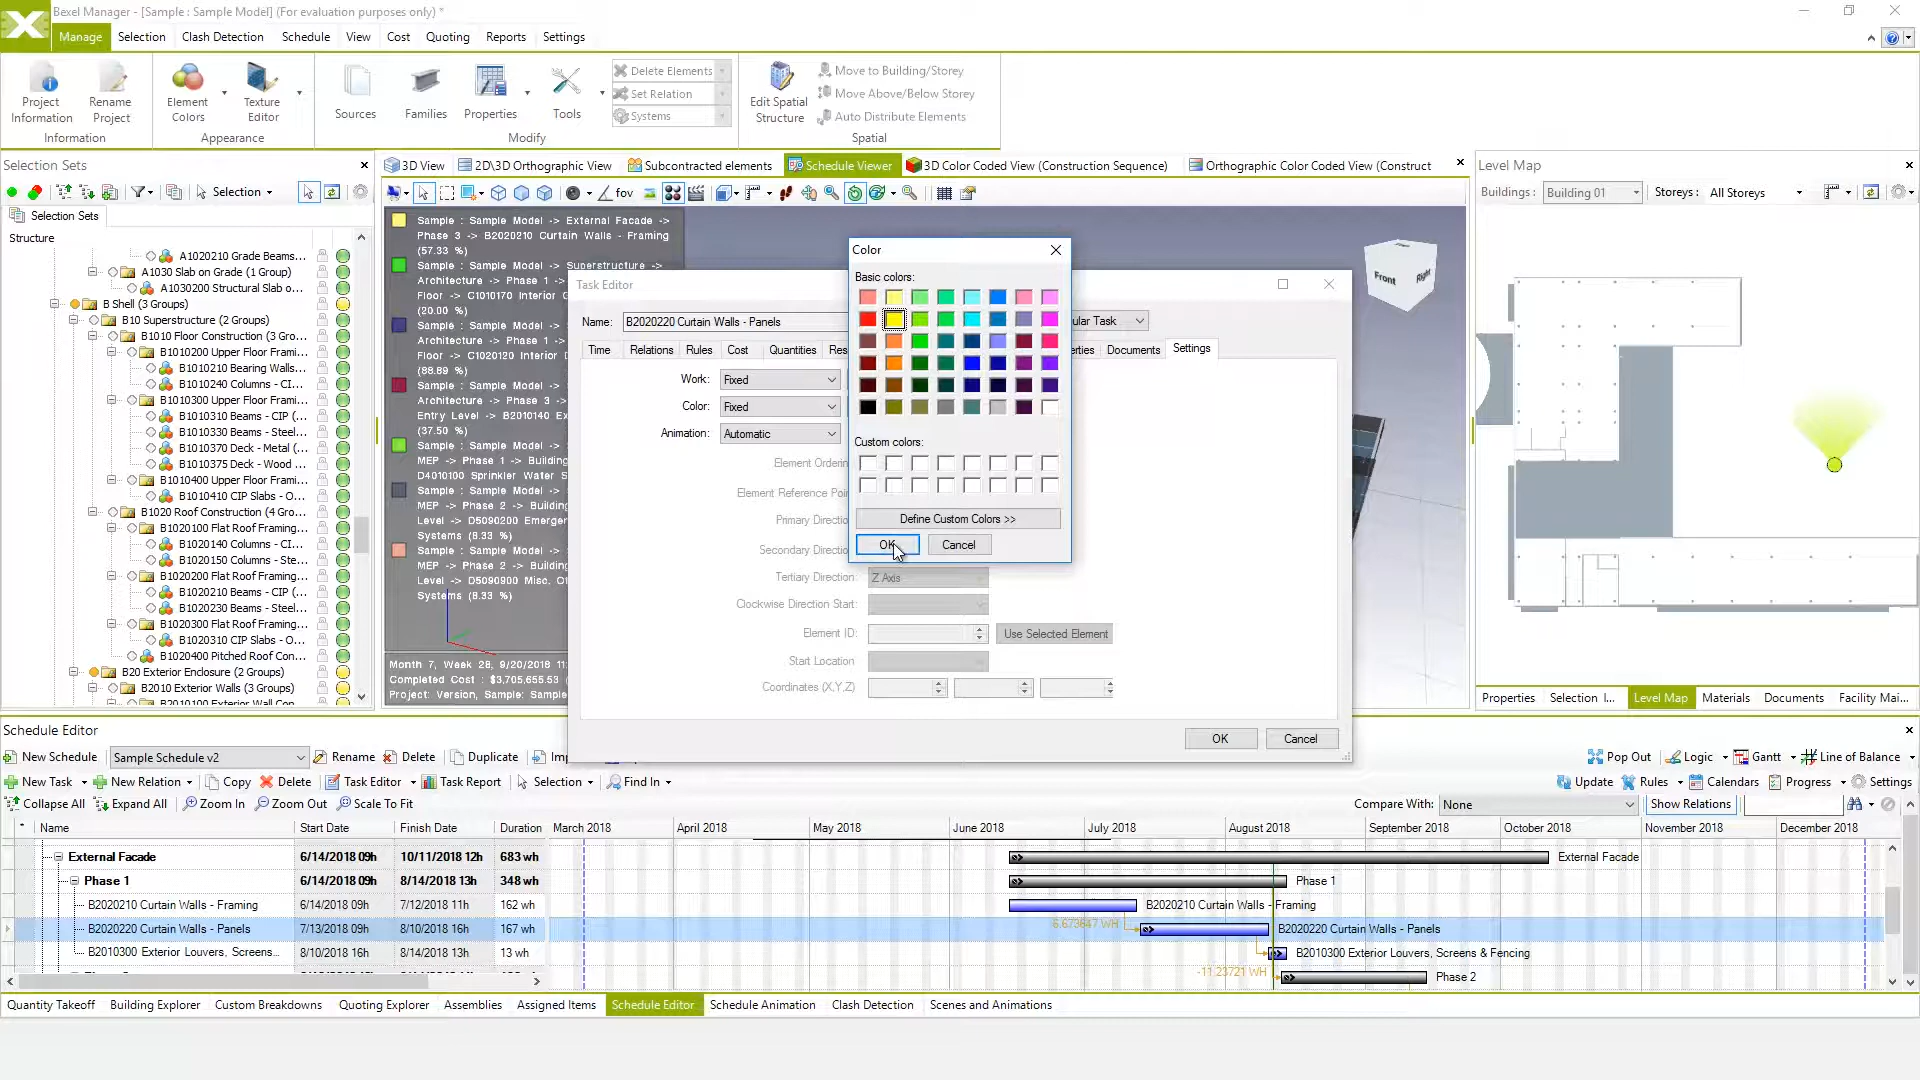 Bexel Manager - [Sample : Sample Model] (For evaluation purposes only) *
Manage Selection Clash Detection Schedule View Cost Quoting Reports Settings
Project Information
Rename Project
Element Colors
Texture Editor
Sources
Families
Properties
Tools
Delete Elements
Set Relation
Systems
Edit Spatial Structure
Move to Building/Storey
Move Above/Below Storey
Auto Distribute Elements
Information Appearance Modify Spatial
Selection Sets
Selection
Selection Sets
Structure
A1020210 Grade Beams...
A1030 Slab on Grade (1 Group)
A1030200 Structural Slab o...
B Shell (3 Groups)
B10 Superstructure (2 Groups)
B1010 Floor Construction (3 Gro...
B1010200 Upper Floor Frami...
B1010210 Bearing Walls...
B1010240 Columns - CI...
B1010300 Upper Floor Frami...
B1010310 Beams - CIP (...
B1010330 Beams - Steel...
B1010370 Deck - Metal (...
B1010375 Deck - Wood ...
B1010400 Upper Floor Frami...
B1010410 CIP Slabs - O...
B1020 Roof Construction (4 Gro...
B1020100 Flat Roof Framing...
B1020140 Columns - CI...
B1020150 Columns - Ste...
B1020200 Flat Roof Framing...
B1020210 Beams - CIP (...
B1020230 Beams - Steel...
B1020300 Flat Roof Framing...
B1020310 CIP Slabs - O...
B1020400 Pitched Roof Con...
B20 Exterior Enclosure (2 Groups)
B2010 Exterior Walls (3 Groups)
B2010100 Exterior Wall Con...
3D View 2D\3D Orthographic View Subcontracted elements Schedule Viewer 3D Color Coded View (Construction Sequence) Orthographic Color Coded View (Construct
fov
Sample : Sample Model -> External Facade ->
Phase 3 -> B2020210 Curtain Walls - Framing
(57.33 %)
Sample : Sample Model -> Superstructure ->
Architecture -> Phase 1 ->
Floor -> C1010170 Interior G
(20.00 %)
Sample : Sample Mode
Architecture -> Phase 1 ->
Floor -> C1020120 Interior D
(88.89 %)
Sample : Sample Mode
Architecture -> Phase 3 ->
Entry Level -> B2010140 Ex
(37.50 %)
Sample : Sample Mode
MEP -> Phase 1 -> Building
D4010100 Sprinkler Water S
Sample : Sample Mode
MEP -> Phase 2 -> Building
Level -> D5090200 Emergen
Systems (8.33 %)
Sample : Sample Mode
MEP -> Phase 2 -> Building
Level -> D5090900 Misc. Ot
Systems (8.33 %)
Month 7, Week 28, 9/20/2018 11:
Completed Cost : $3,705,655.53
Project: Version, Sample: Sample
Front Right
Task Editor
Name: B2020220 Curtain Walls - Panels
ular Task
Time Relations Rules Cost Quantities Res
erties Documents Settings
Work: Fixed
Color: Fixed
Animation: Automatic
Element Orderin
Element Reference Poin
Primary Directio
Secondary Directio
Tertiary Direction: Z Axis
Clockwise Direction Start:
Element ID:
Use Selected Element
Start Location
Coordinates (X,Y,Z)
OK Cancel
Color
Basic colors:
Custom colors:
Define Custom Colors >>
OK Cancel
Level Map
Buildings : Building 01 Storeys : All Storeys
Properties Selection I... Level Map Materials Documents Facility Mai...
Schedule Editor
New Schedule Sample Schedule v2 Rename Delete Duplicate Imp
Pop Out Logic Gantt Line of Balance
New Task New Relation Copy Delete Task Editor Task Report Selection Find In
Update Rules Calendars Progress Settings
Collapse All Expand All Zoom In Zoom Out Scale To Fit
Compare With: None Show Relations
* Name Start Date Finish Date Duration March 2018 April 2018 May 2018 June 2018 July 2018 August 2018 September 2018 October 2018 November 2018 December 2018
External Facade 6/14/2018 09h 10/11/2018 12h 683 wh External Facade
Phase 1 6/14/2018 09h 8/14/2018 13h 348 wh Phase 1
B2020210 Curtain Walls - Framing 6/14/2018 09h 7/12/2018 11h 162 wh B2020210 Curtain Walls - Framing
6.673647 WH
B2020220 Curtain Walls - Panels 7/13/2018 09h 8/10/2018 16h 167 wh B2020220 Curtain Walls - Panels
B2010300 Exterior Louvers, Screens... 8/10/2018 16h 8/14/2018 13h 13 wh B2010300 Exterior Louvers, Screens & Fencing
-11.23721 WH
Phase 2
Quantity Takeoff Building Explorer Custom Breakdowns Quoting Explorer Assemblies Assigned Items Schedule Editor Schedule Animation Clash Detection Scenes and Animations